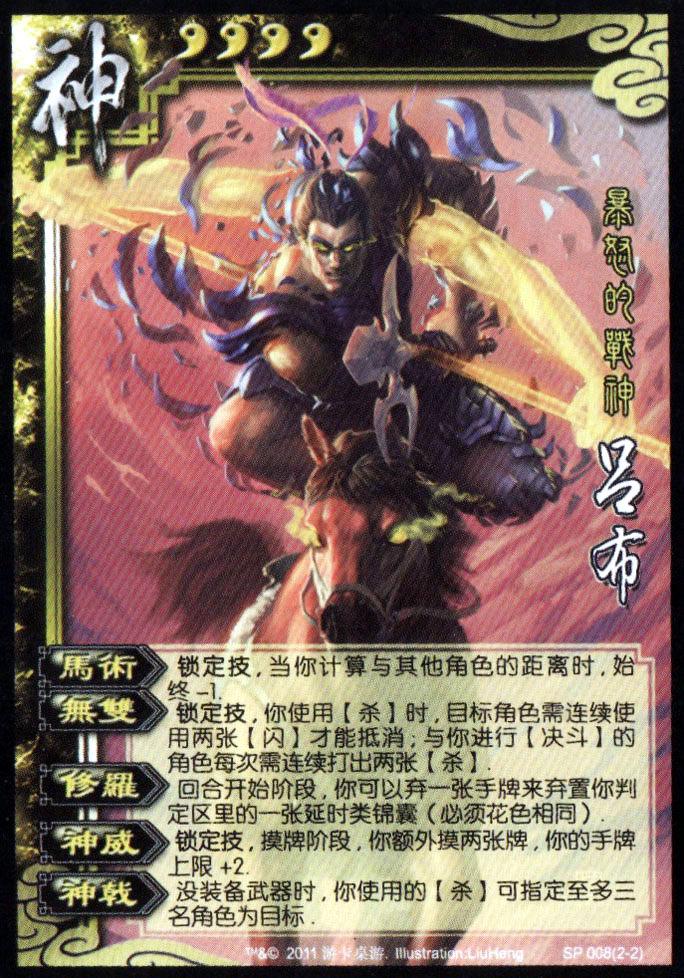 神
暴怒的戰神
呂布
馬術 锁定技,当你计算与其他角色的距离时,始
终 -1.
無雙 锁定技,你使用【杀】时,目标角色需连续使
用两张【闪】才能抵消;与你进行【决斗】的
角色每次需连续打出两张【杀】.
修羅 回合开始阶段,你可以弃一张手牌来弃置你判
定区里的一张延时类锦囊(必须花色相同).
神威 锁定技,摸牌阶段,你额外摸两张牌,你的手牌
上限 +2.
神戟 没装备武器时,你使用的【杀】可指定至多三
名角色为目标.
™&© 2011 游卡桌游. Illustration:LiuHeng SP 008(2-2)